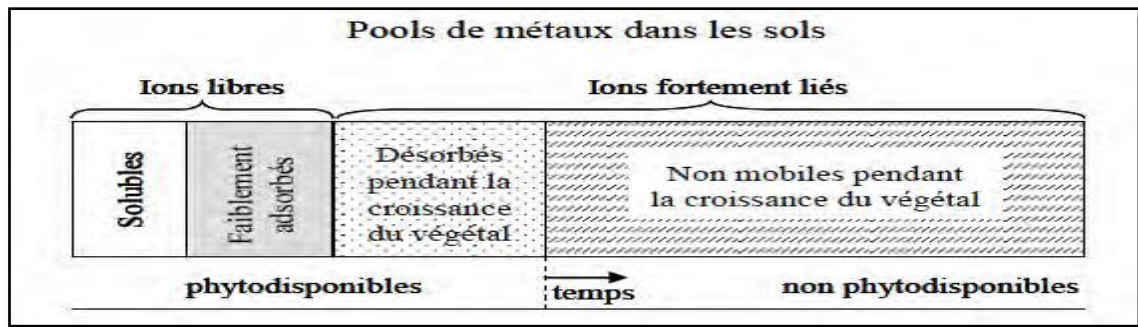 Pools de métaux dans les sols
Ions libres
Ions fortement liés
Solubles
Faiblement
adsorbés
Désorbés
pendant la
croissance
du végétal
Non mobiles pendant
la croissance du végétal
phytodisponibles
temps
non phytodisponibles